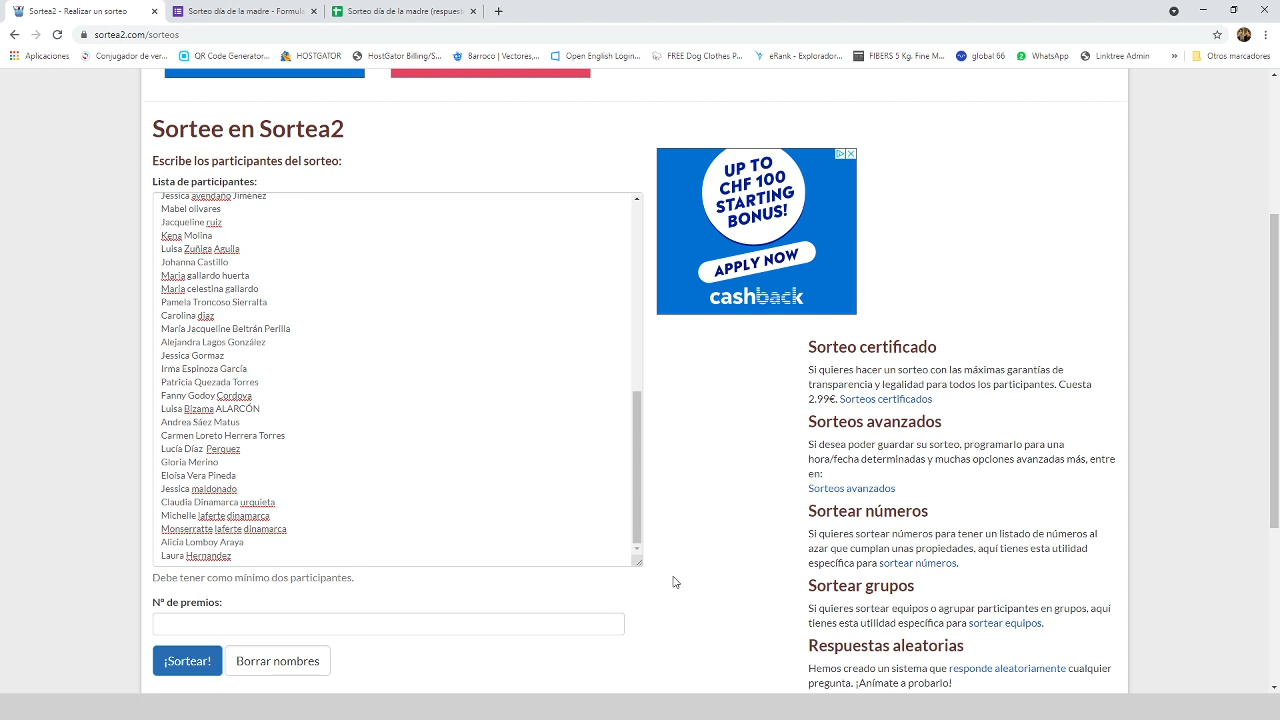 Sortea2 - Realizar un sorteo
Sorteo día de la madre - Formula
Sorteo día de la madre (respues
sortea2.com/sorteos
Aplicaciones
Conjugador de ver...
QR Code Generator...
HOSTGATOR
HostGator Billing/S...
Barroco | Vectores,...
Open English Login...
FREE Dog Clothes P...
eRank - Explorador...
FIBERS 5 Kg. Fine M...
global 66
WhatsApp
Linktree Admin
»
Otros marcadores
Sortee en Sortea2
Escribe los participantes del sorteo:
Lista de participantes:
Jessica avendaño Jiménez
Mabel olivares
Jacqueline ruiz
Kena Molina
Luisa Zuñiga Aguila
Johanna Castillo
Maria gallardo huerta
Maria celestina gallardo
Pamela Troncoso Sierralta
Carolina diaz
María Jacqueline Beltrán Perilla
Alejandra Lagos González
Jessica Gormaz
Irma Espinoza García
Patricia Quezada Torres
Fanny Godoy Cordova
Luisa Bizama ALARCÓN
Andrea Sáez Matus
Carmen Loreto Herrera Torres
Lucía Díaz Perquez
Gloria Merino
Eloísa Vera Pineda
Jessica maldonado
Claudia Dinamarca urquieta
Michelle laferte dinamarca
Monserratte laferte dinamarca
Alicia Lomboy Araya
Laura Hernandez
Debe tener como mínimo dos participantes.
Nº de premios:
¡Sortear!
Borrar nombres
UP TO
CHF 100
STARTING
BONUS!
APPLY NOW
cashback
Sorteo certificado
Si quieres hacer un sorteo con las máximas garantías de
transparencia y legalidad para todos los participantes. Cuesta
2.99€. Sorteos certificados
Sorteos avanzados
Si desea poder guardar su sorteo, programarlo para una
hora/fecha determinadas y muchas opciones avanzadas más, entre
en:
Sorteos avanzados
Sortear números
Si quieres sortear números para tener un listado de números al
azar que cumplan unas propiedades, aquí tienes esta utilidad
específica para sortear números.
Sortear grupos
Si quieres sortear equipos o agrupar participantes en grupos, aquí
tienes esta utilidad específica para sortear equipos.
Respuestas aleatorias
Hemos creado un sistema que responde aleatoriamente cualquier
pregunta. ¡Anímate a probarlo!